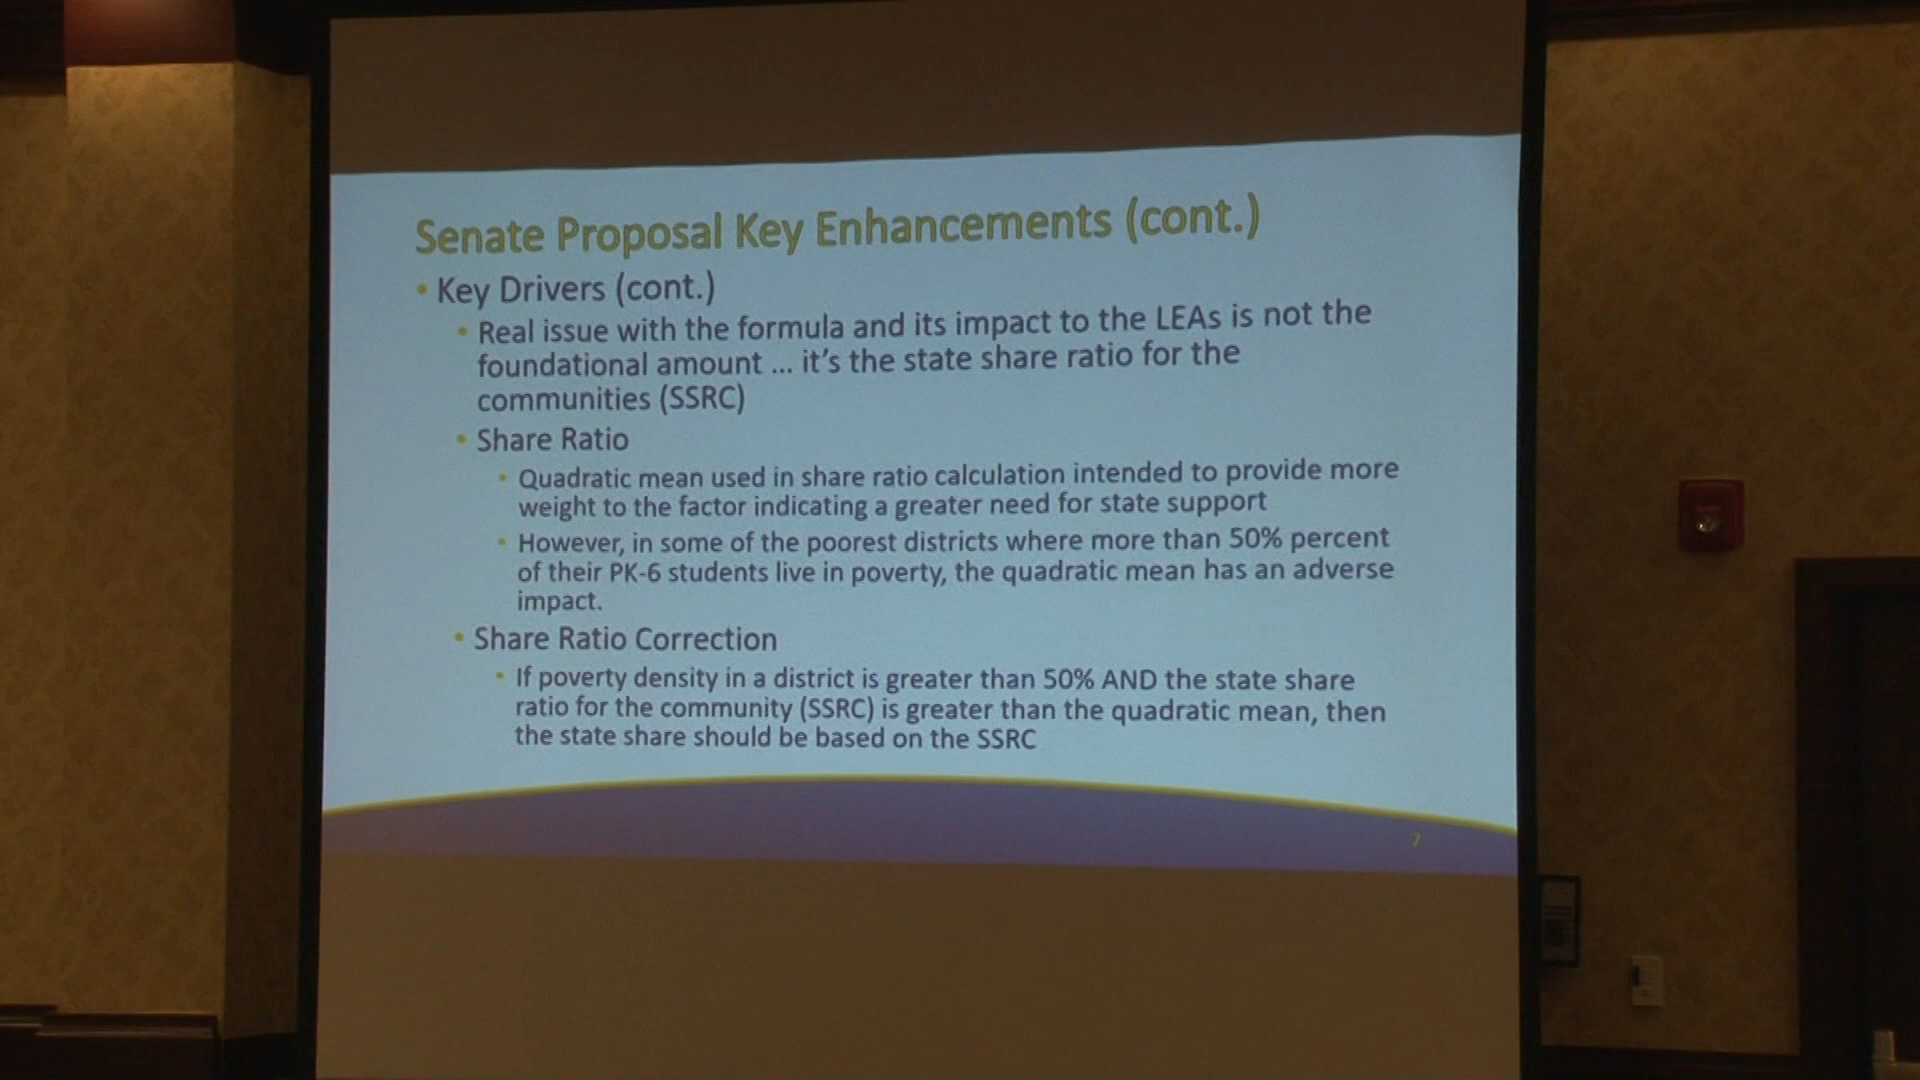 Senate Proposal Key Enhancements (cont.)
• Key Drivers (cont.)
• Real issue with the formula and its impact to the LEAs is not the
foundational amount ... it's the state share ratio for the
communities (SSRC)
• Share Ratio
• Quadratic mean used in share ratio calculation intended to provide more
weight to the factor indicating a greater need for state support
• However, in some of the poorest districts where more than 50% percent
of their PK-6 students live in poverty, the quadratic mean has an adverse
impact.
• Share Ratio Correction
• If poverty density in a district is greater than 50% AND the state share
ratio for the community (SSRC) is greater than the quadratic mean, then
the state share should be based on the SSRC
7